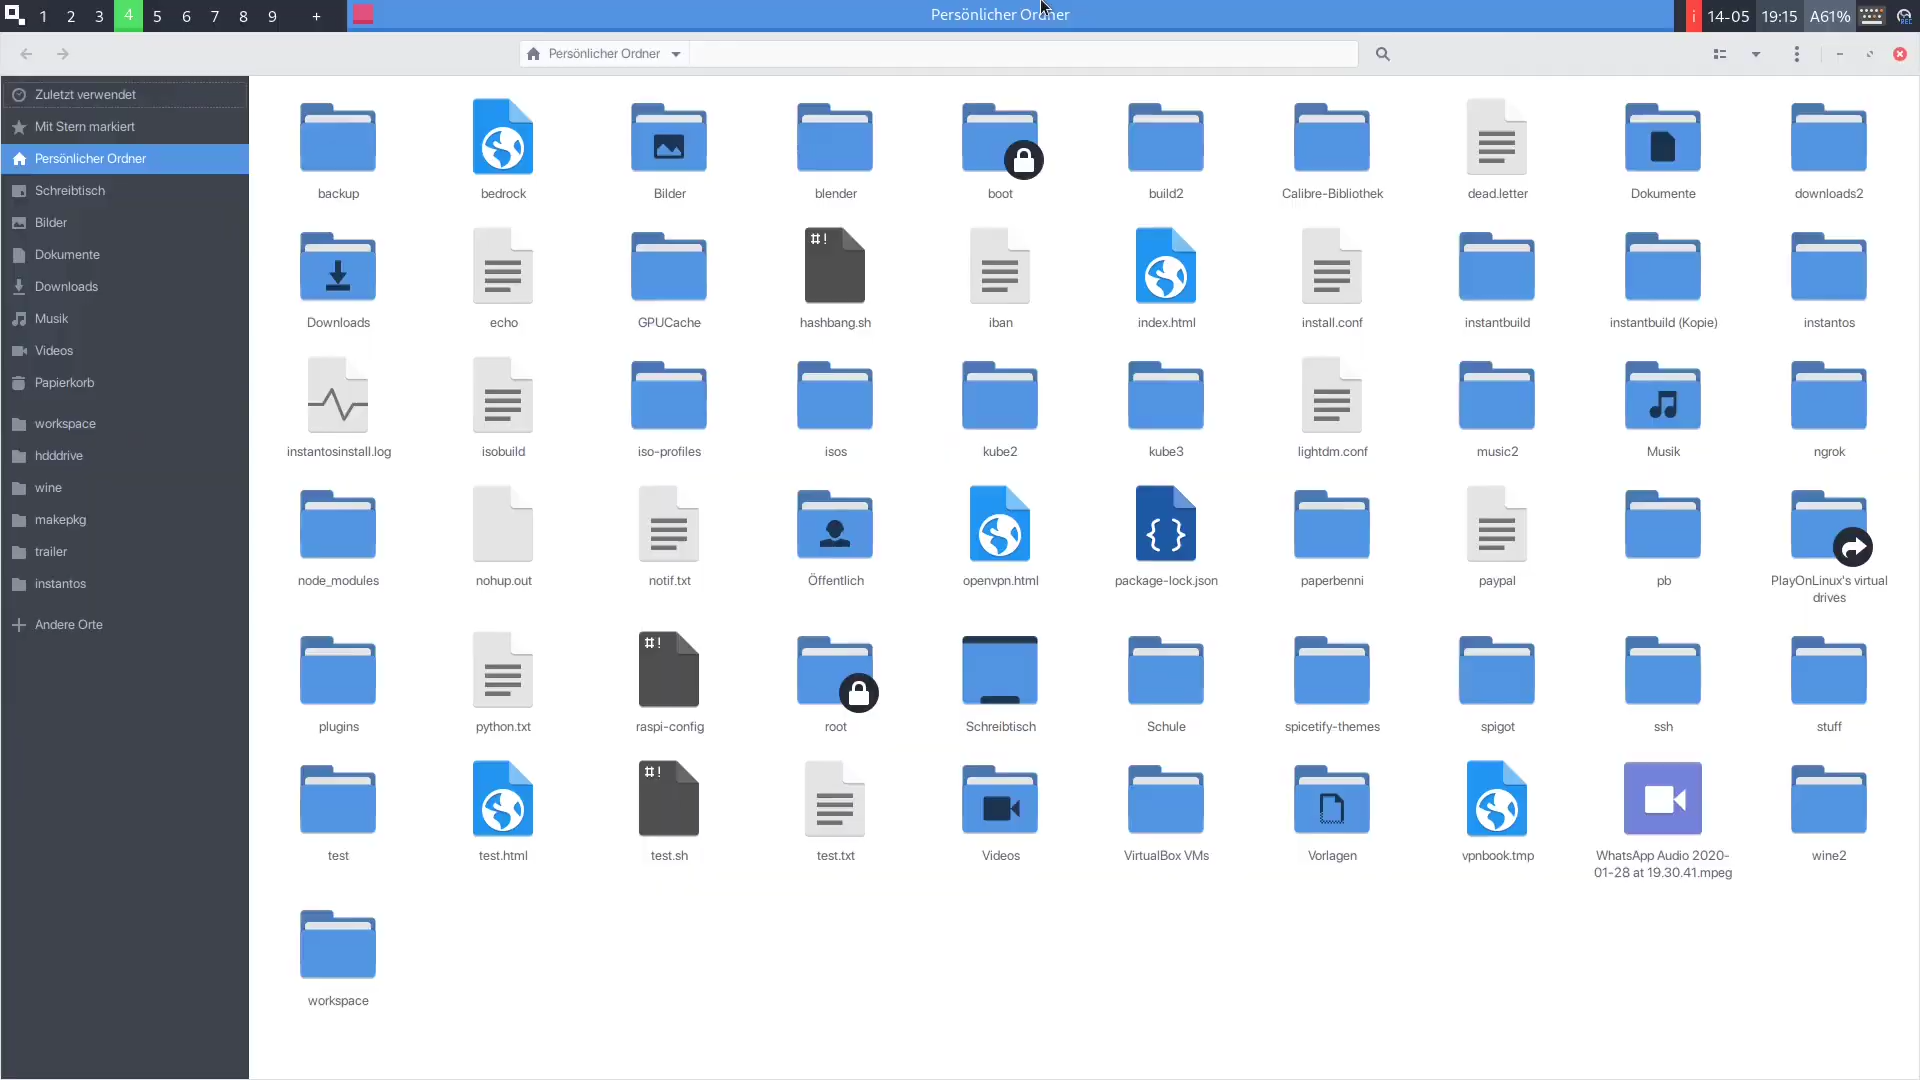 1 2 3 4 5 6 7 8 9 +
Persönlicher Ordner
i 14-05 19:15 A61%
Persönlicher Ordner
Zuletzt verwendet
Mit Stern markiert
Persönlicher Ordner
Schreibtisch
Bilder
Dokumente
Downloads
Musik
Videos
Papierkorb
workspace
hdddrive
wine
makepkg
trailer
instantos
Andere Orte
backup
bedrock
Bilder
blender
boot
build2
Calibre-Bibliothek
dead.letter
Dokumente
downloads2
Downloads
echo
GPUCache
#!
hashbang.sh
iban
index.html
install.conf
instantbuild
instantbuild (Kopie)
instantos
instantosinstall.log
isobuild
iso-profiles
isos
kube2
kube3
lightdm.conf
music2
Musik
ngrok
node_modules
nohup.out
notif.txt
Öffentlich
openvpn.html
{}
package-lock.json
paperbenni
paypal
pb
PlayOnLinux's virtual
drives
plugins
python.txt
#!
raspi-config
root
Schreibtisch
Schule
spicetify-themes
spigot
ssh
stuff
test
test.html
#!
test.sh
test.txt
Videos
VirtualBox VMs
Vorlagen
vpnbook.tmp
WhatsApp Audio 2020-
01-28 at 19.30.41.mpeg
wine2
workspace